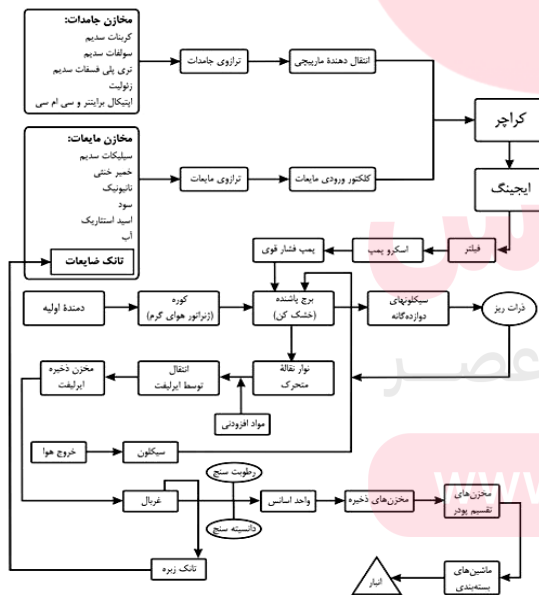 مخازن جامدات:
کربنات سدیم
سولفات سدیم
تری پلی فسفات سدیم
زئولیت
اپتیکال برایتنر و سی ام سی
ترازوی جامدات
انتقال دهندهٔ مارپیچی
کراچر
مخازن مایعات:
سیلیکات سدیم
خمیر خنثی
نانیونیک
سود
اسید استئاریک
آب
تانک ضایعات
ترازوی مایعات
کلکتور ورودی مایعات
ایجینگ
فیلتر
اسکرو پمپ
پمپ فشار قوی
دمندهٔ اولیه
کوره
(ژنراتور هوای گرم)
برج پاشنده
(خشک کن)
سیکلونهای
دوازده‌گانه
ذرات ریز
نوار نقالهٔ
متحرک
انتقال
توسط ایرلیفت
مخزن ذخیره
ایرلیفت
مواد افزودنی
عصر
خروج هوا
سیکلون
رطوبت سنج
غربال
دانسیته سنج
واحد اسانس
مخزن‌های ذخیره
مخزن‌های
تقسیم پودر
www
تانک زبره
انبار
ماشین‌های
بسته‌بندی